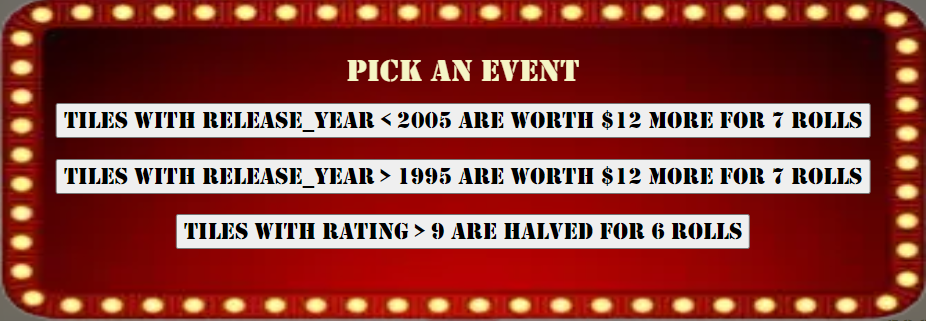 PICK AN EVENT
TILES WITH RELEASE_YEAR < 2005 ARE WORTH $12 MORE FOR 7 ROLLS
TILES WITH RELEASE_YEAR > 1995 ARE WORTH $12 MORE FOR 7 ROLLS
TILES WITH RATING > 9 ARE HALVED FOR 6 ROLLS